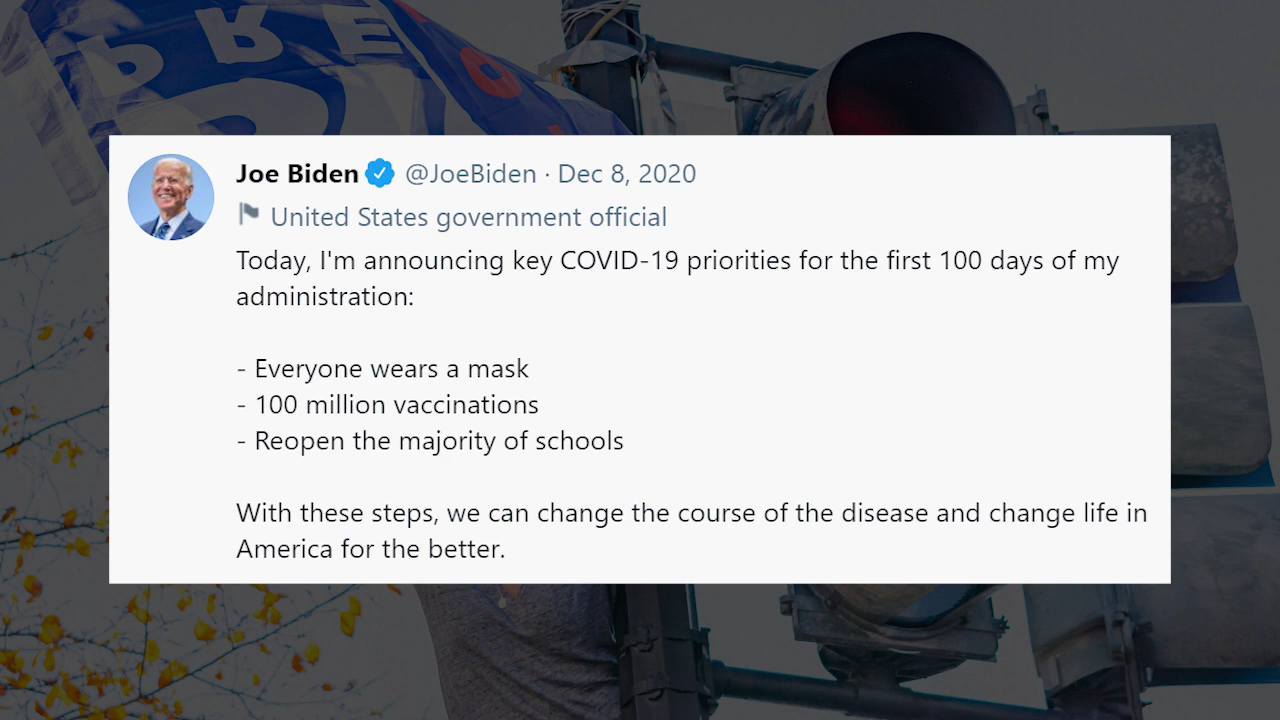 PRE
Joe Biden @JoeBiden · Dec 8, 2020
United States government official
Today, I'm announcing key COVID-19 priorities for the first 100 days of my
administration:
- Everyone wears a mask
- 100 million vaccinations
- Reopen the majority of schools
With these steps, we can change the course of the disease and change life in
America for the better.